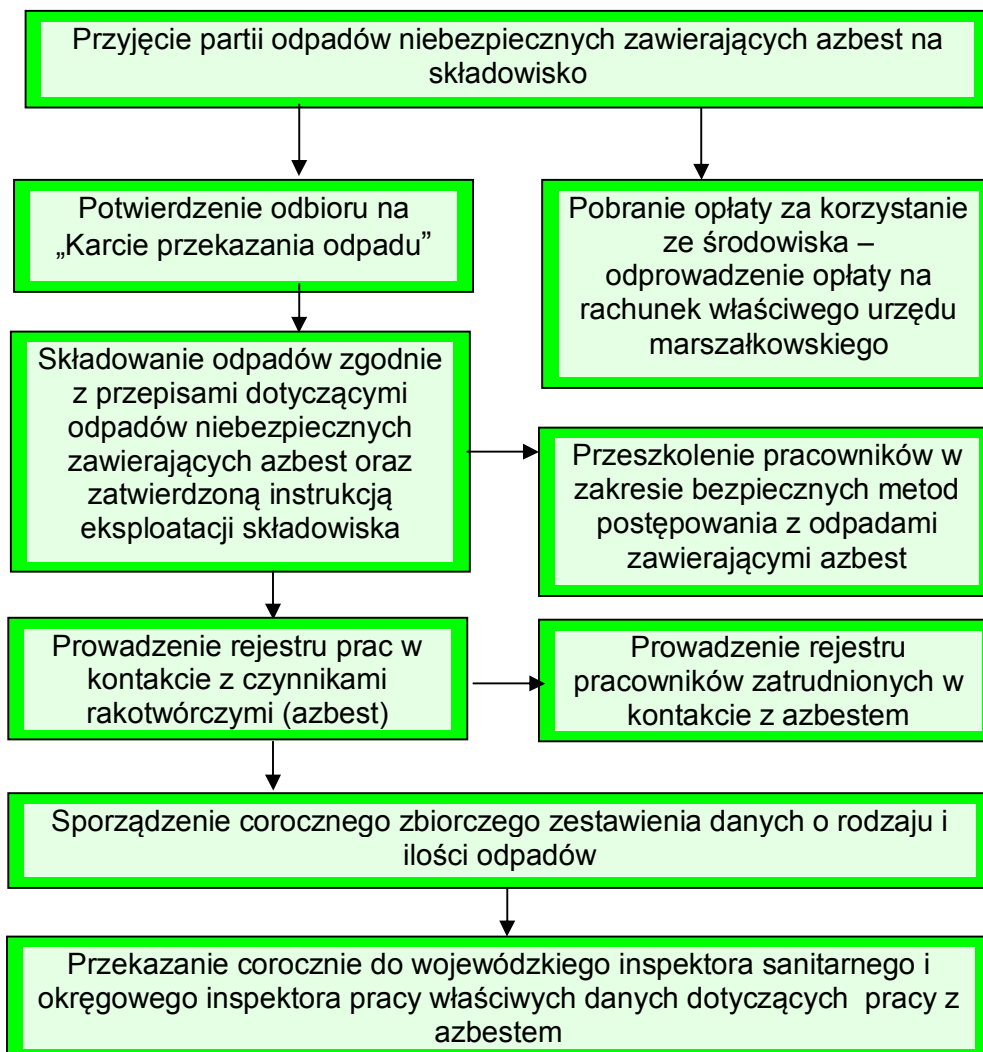 Przyjęcie partii odpadów niebezpiecznych zawierających azbest na
składowisko
Potwierdzenie odbioru na
„Karcie przekazania odpadu”
Pobranie opłaty za korzystanie
ze środowiska –
odprowadzenie opłaty na
rachunek właściwego urzędu
marszałkowskiego
Składowanie odpadów zgodnie
z przepisami dotyczącymi
odpadów niebezpiecznych
zawierających azbest oraz
zatwierdzoną instrukcją
eksploatacji składowiska
Przeszkolenie pracowników w
zakresie bezpiecznych metod
postępowania z odpadami
zawierającymi azbest
Prowadzenie rejestru prac w
kontakcie z czynnikami
rakotwórczymi (azbest)
Prowadzenie rejestru
pracowników zatrudnionych w
kontakcie z azbestem
Sporządzenie corocznego zbiorczego zestawienia danych o rodzaju i
ilości odpadów
Przekazanie corocznie do wojewódzkiego inspektora sanitarnego i
okręgowego inspektora pracy właściwych danych dotyczących  pracy z
azbestem